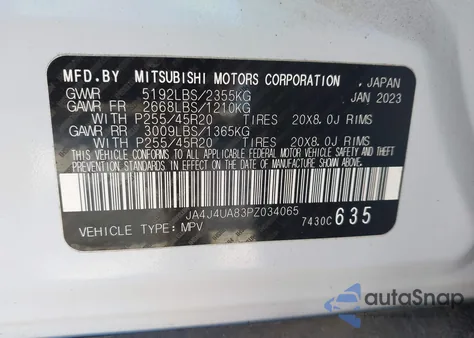 MFD.BY MITSUBISHI MOTORS CORPORATION, JAPAN
GVWR 5192LBS/2355KG JAN 2023
GAWR FR 2668LBS/1210KG
WITH P255/45R20 TIRES 20X8.0J RIMS
GAWR RR 3009LBS/1365KG
WITH P255/45R20 TIRES 20X8.0J RIMS
THIS VEHICLE CONFORMS TO ALL APPLICABLE FEDERAL MOTOR VEHICLE SAFETY, BUMPER, AND THEFT
PREVENTION STANDARDS IN EFFECT ON THE DATE OF MANUFACTURE SHOWN ABOVE.
JA4J4UA83PZ034065
VEHICLE TYPE: MPV 7430C 635
autoSnap